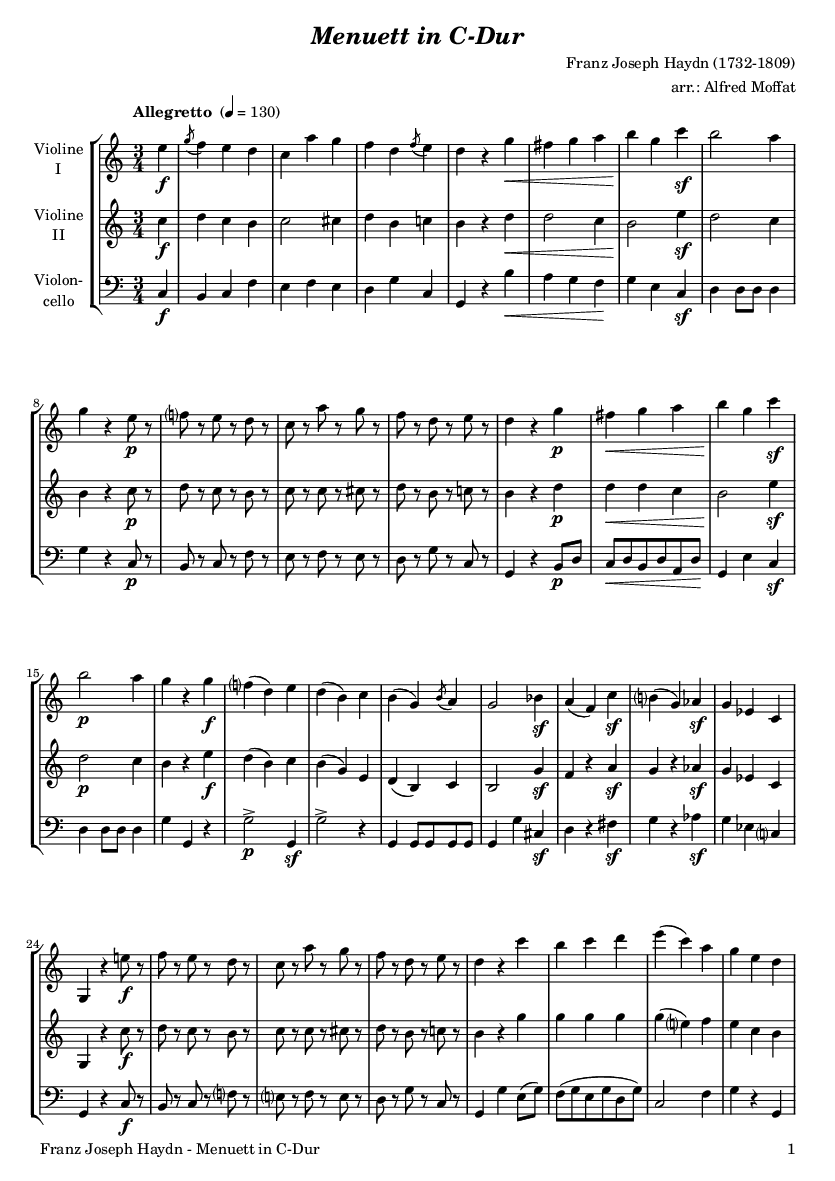 Menuett in C-Dur
Franz Joseph Haydn (1732-1809)
arr.: Alfred Moffat
Allegretto (♩ = 130)
Violine
I
f
sf
Violine
II
f
sf
Violon-
cello
f
sf
8
p
p
sf
p
p
sf
p
p
sf
15
p
f
sf
sf
sf
p
f
sf
sf
sf
p
sf
sf
sf
sf
24
f
f
f
Franz Joseph Haydn - Menuett in C-Dur
1